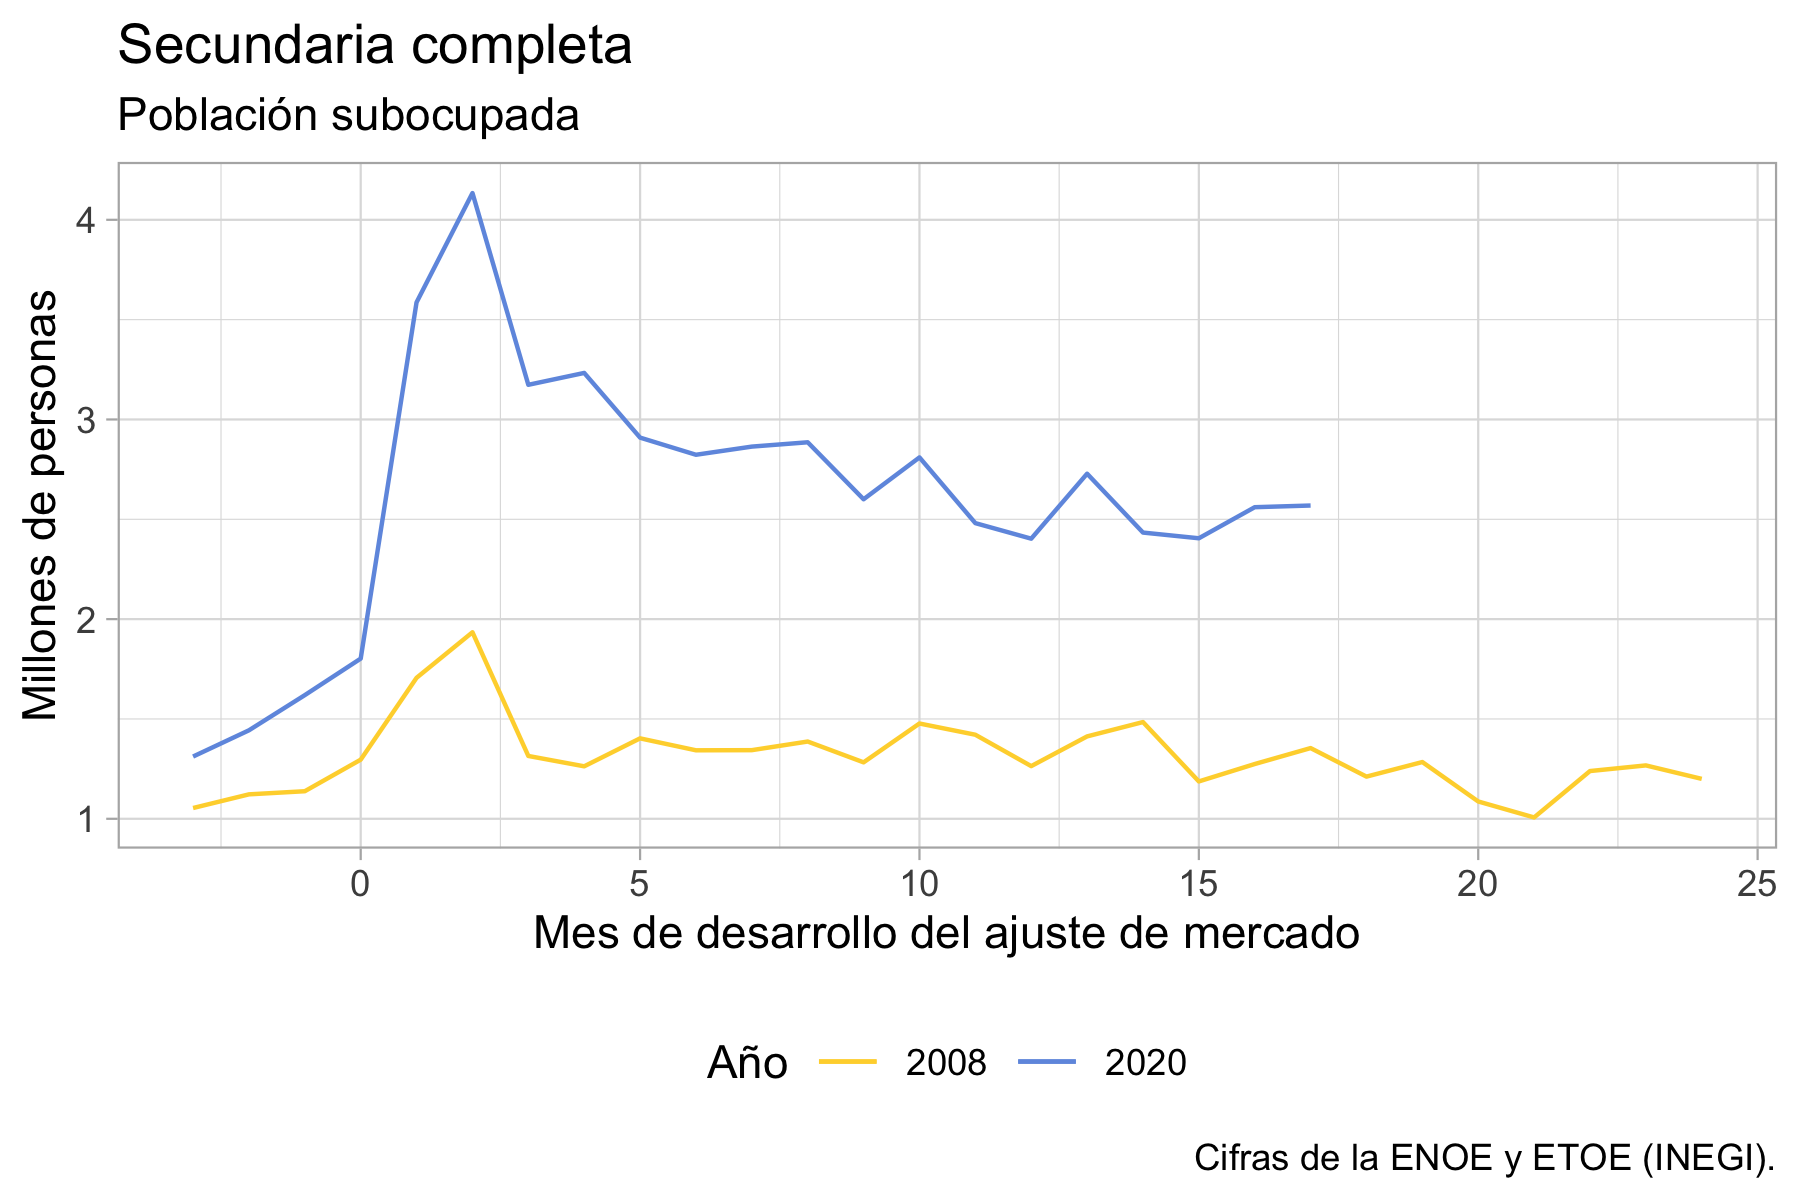 Secundaria completa
Población subocupada
Millones de personas
4
3
2
1
0 5 10 15 20 25
Mes de desarrollo del ajuste de mercado
Año 2008 2020
Cifras de la ENOE y ETOE (INEGI).